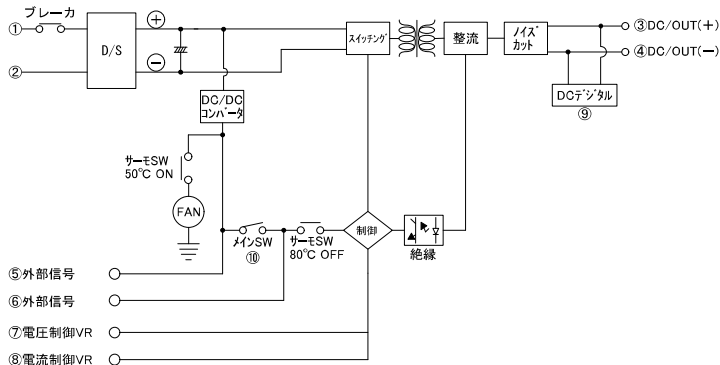 ブレーカ
①
②
D/S
+
−
DC/DC
コンバータ
スイッチング
整流
ノイズ
カット
③DC/OUT(+)
④DC/OUT(−)
DCデジタル
⑨
サーモSW
50℃ ON
FAN
メインSW
⑩
サーモSW
80℃ OFF
制御
絶縁
⑤外部信号
⑥外部信号
⑦電圧制御VR
⑧電流制御VR